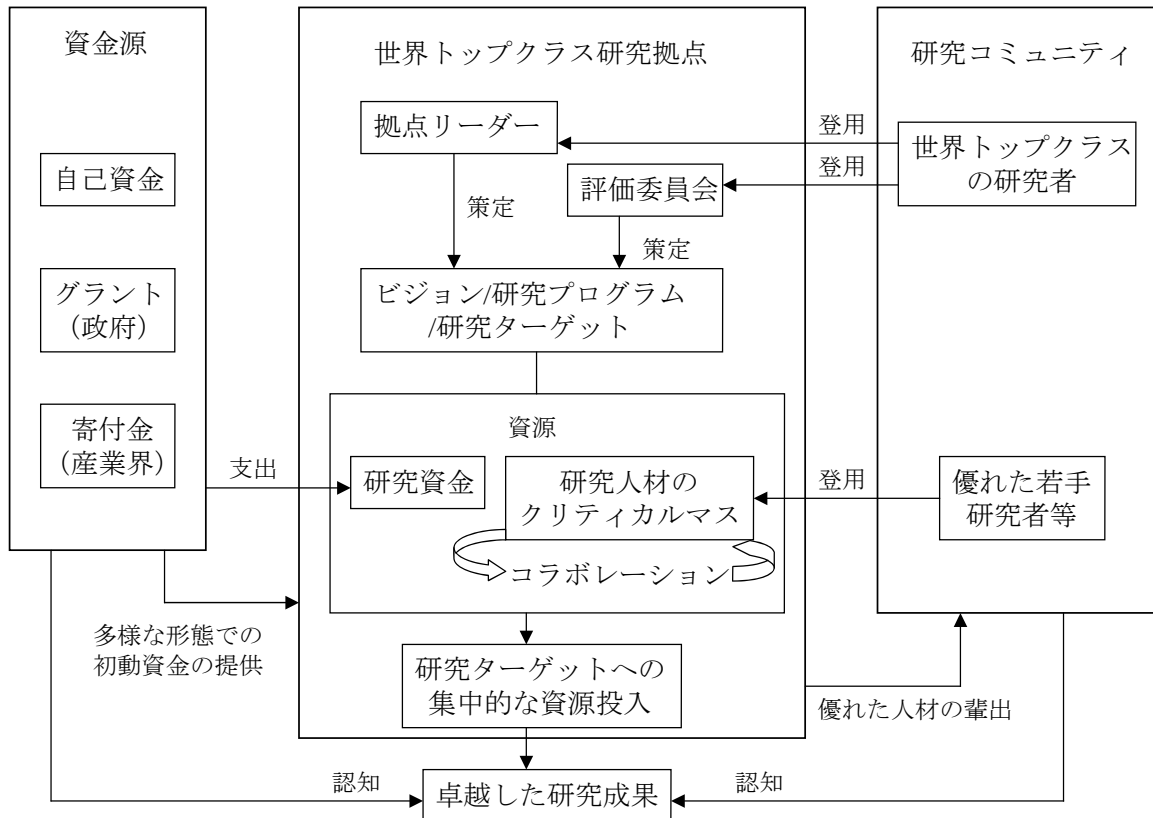 資金源
世界トップクラス研究拠点
研究コミュニティ
拠点リーダー
登用
世界トップクラス
の研究者
自己資金
評価委員会
登用
策定
策定
グラント
(政府)
ビジョン/研究プログラム
/研究ターゲット
寄付金
(産業界)
資源
支出
研究資金
研究人材の
クリティカルマス
登用
優れた若手
研究者等
コラボレーション
多様な形態での
初動資金の提供
研究ターゲットへの
集中的な資源投入
優れた人材の輩出
認知
卓越した研究成果
認知